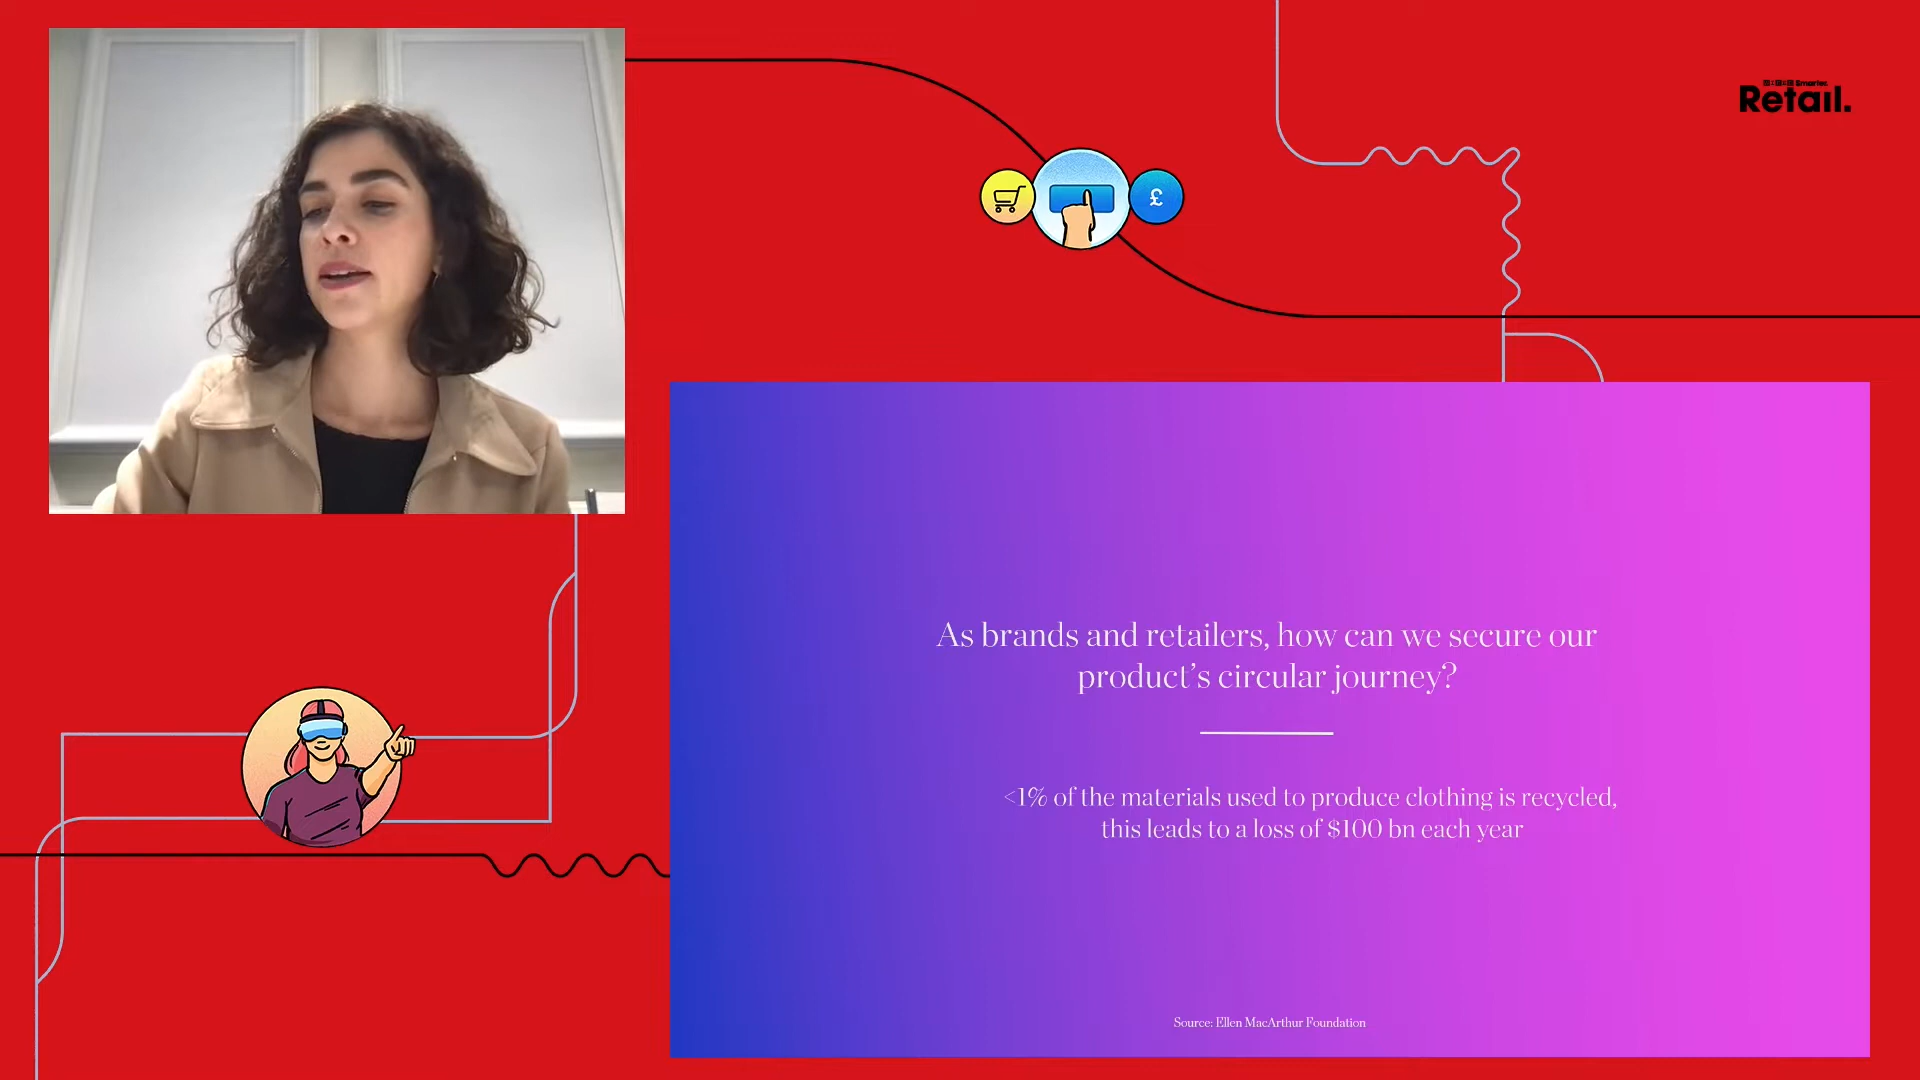 Retail.
£
As brands and retailers, how can we secure our
product's circular journey?
<1% of the materials used to produce clothing is recycled,
this leads to a loss of $100 bn each year
Source: Ellen MacArthur Foundation